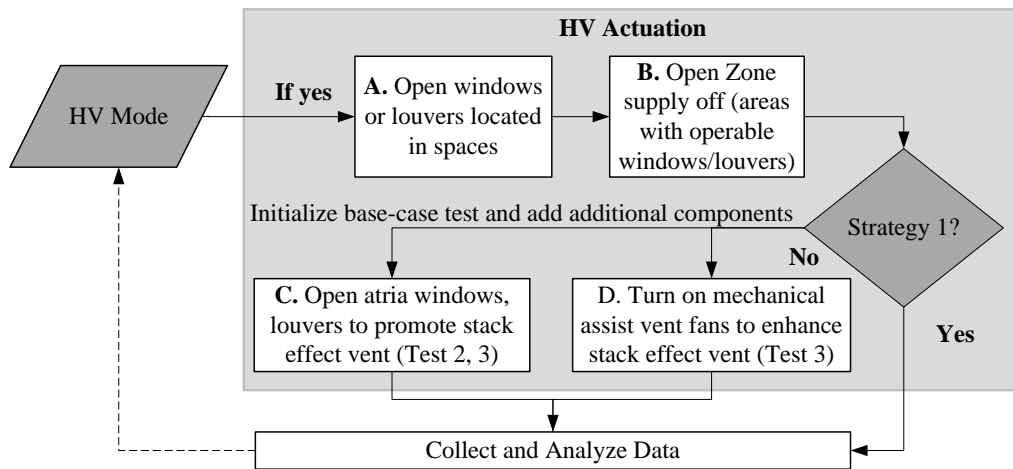 HV Actuation
HV Mode
If yes
A. Open windows
or louvers located
in spaces
B. Open Zone
supply off (areas
with operable
windows/louvers)
Strategy 1?
Initialize base-case test and add additional components
No
Yes
C. Open atria windows,
louvers to promote stack
effect vent (Test 2, 3)
D. Turn on mechanical
assist vent fans to enhance
stack effect vent (Test 3)
Collect and Analyze Data